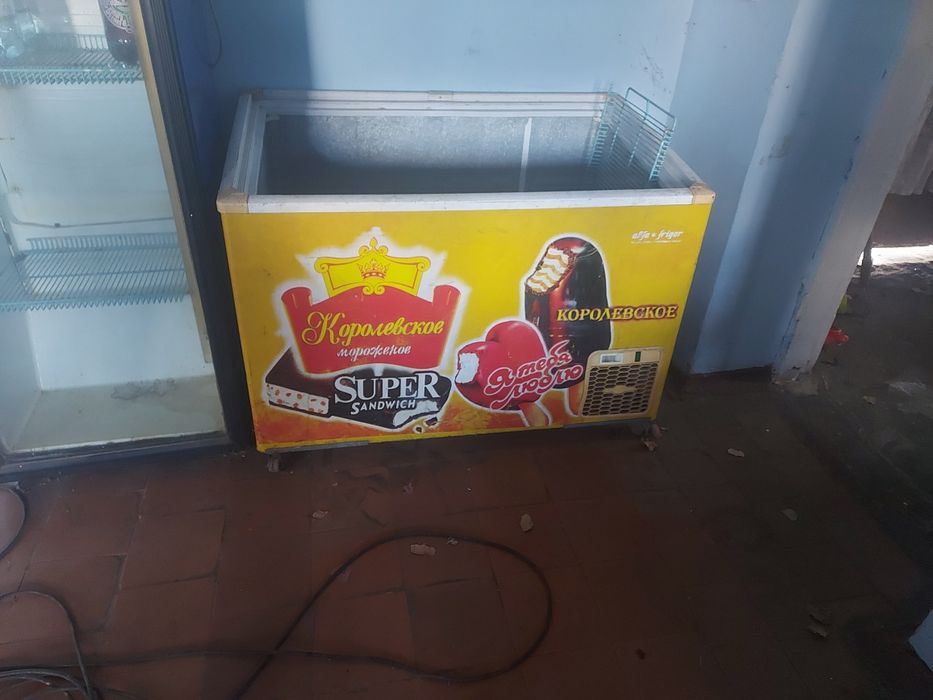 alfa • frigor
Королевское
мороженое
SUPER
SANDWICH
КОРОЛЕВСКОЕ
Я тебя
люблю